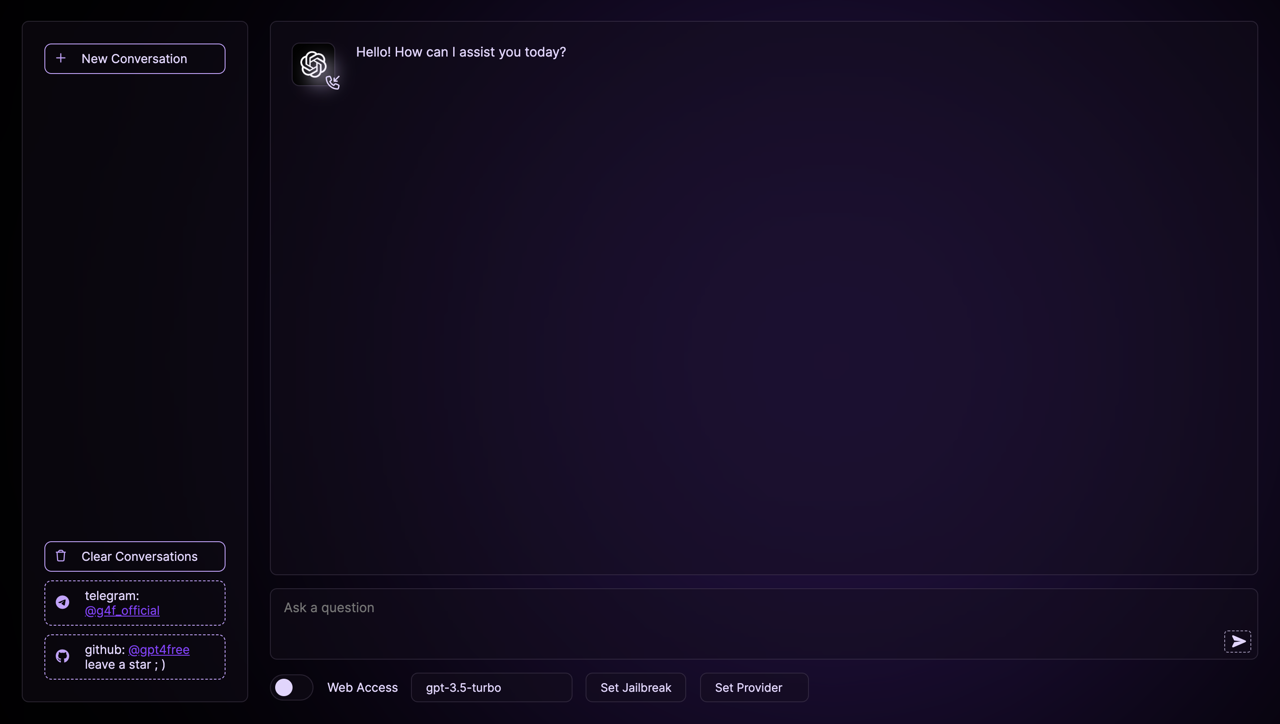 New Conversation
Hello! How can I assist you today?
Clear Conversations
telegram:
@g4f_official
github: @gpt4free
leave a star ; )
Ask a question
Web Access
gpt-3.5-turbo
Set Jailbreak
Set Provider